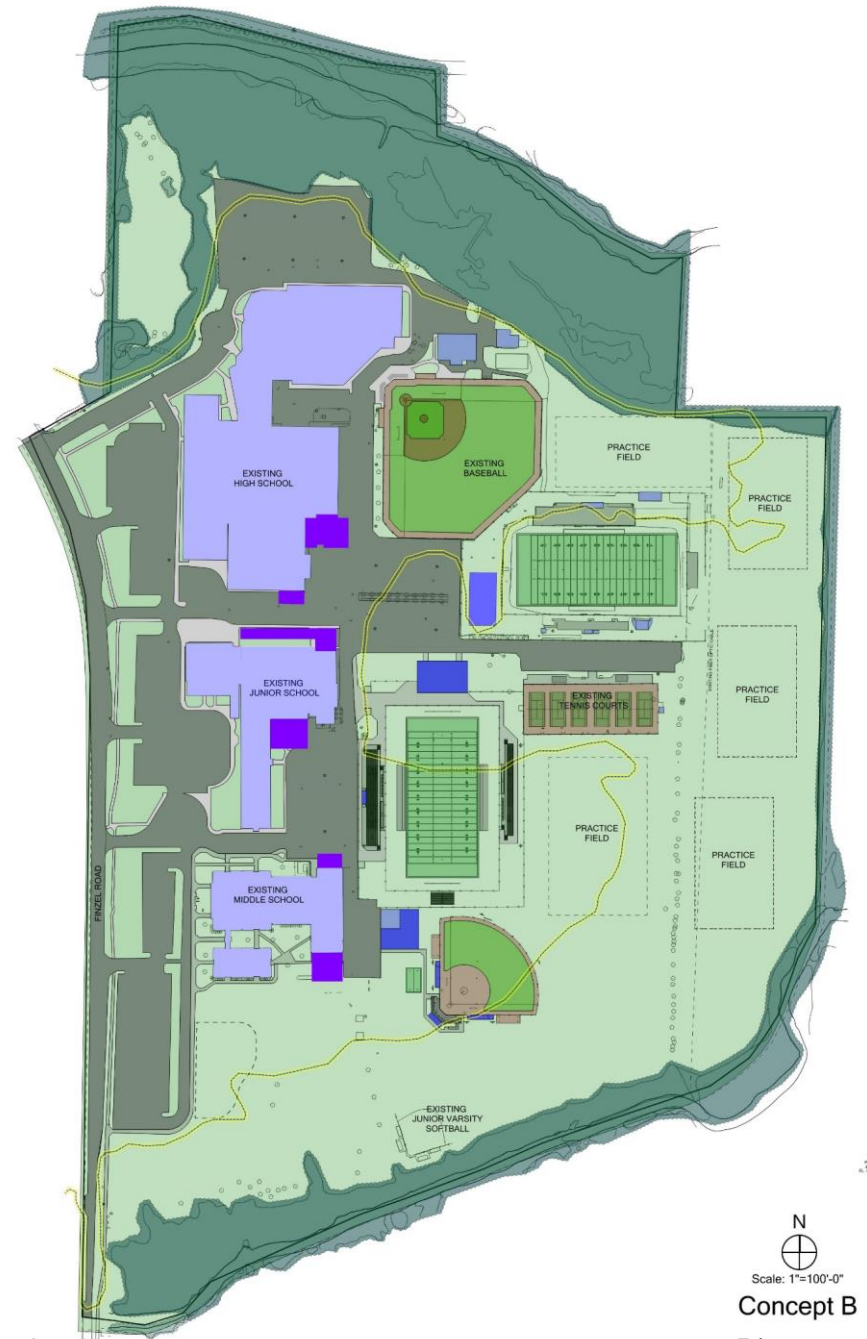 PRACTICE
FIELD
EXISTING
BASEBALL
EXISTING
HIGH SCHOOL
PRACTICE
FIELD
EXISTING
JUNIOR SCHOOL
EXISTING
TENNIS COURTS
PRACTICE
FIELD
PRACTICE
FIELD
PRACTICE
FIELD
FINZEL ROAD
EXISTING
MIDDLE SCHOOL
EXISTING
JUNIOR VARSITY
SOFTBALL
N
Scale: 1"=100'-0"
Concept B